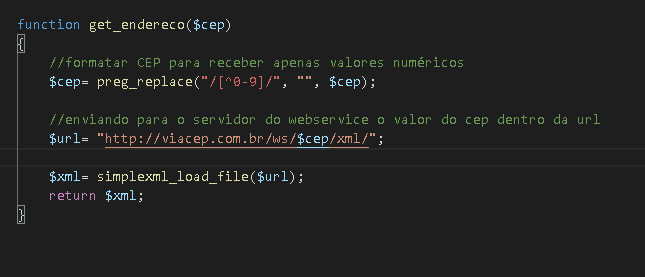 function get_endereco($cep)
{
//formatar CEP para receber apenas valores numéricos
$cep= preg_replace("/[^0-9]/", "", $cep);
//enviando para o servidor do webservice o valor do cep dentro da url
$url= "http://viacep.com.br/ws/$cep/xml/";
$xml= simplexml_load_file($url);
return $xml;
}